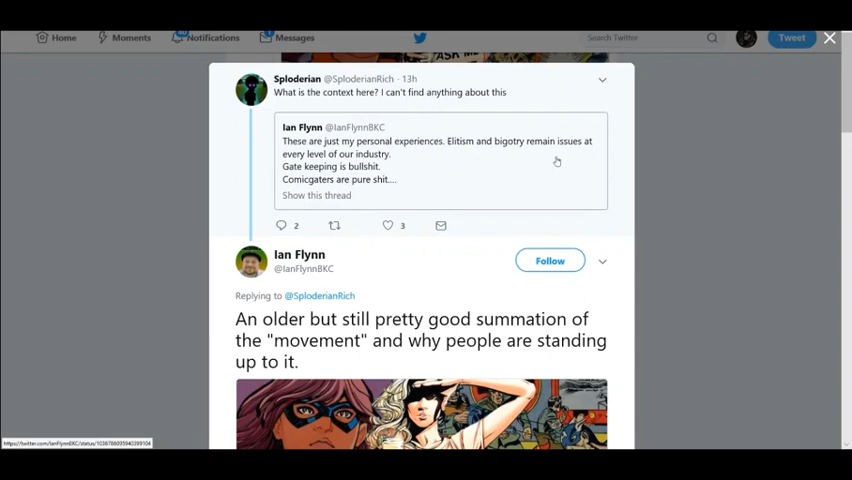 Home Moments Notifications Messages Search Twitter Tweet
ASK ME
Sploderian @SploderianRich · 13h
What is the context here? I can't find anything about this
Ian Flynn @IanFlynnBKC
These are just my personal experiences. Elitism and bigotry remain issues at
every level of our industry.
Gate keeping is bullshit.
Comicgaters are pure shit....
Show this thread
2 3
Ian Flynn
@IanFlynnBKC
Follow
Replying to @SploderianRich
An older but still pretty good summation of
the "movement" and why people are standing
up to it.